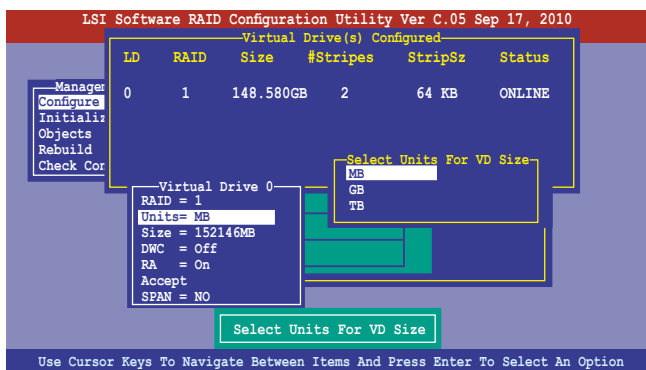 LSI Software RAID Configuration Utility Ver C.05 Sep 17, 2010
Virtual Drive(s) Configured
LD RAID Size #Stripes StripSz Status
0 1 148.580GB 2 64 KB ONLINE
Configure
Objects
Rebuild
Check
Select Units For VD Size
MB
GB
TB
Virtual Drive 0
RAID = 1
Units= MB
Size = 152146MB
DWC = Off
RA = On
Accept
SPAN = NO
Select Units For VD Size
Use Cursor Keys To Navigate Between Items And Press Enter To Select An Option